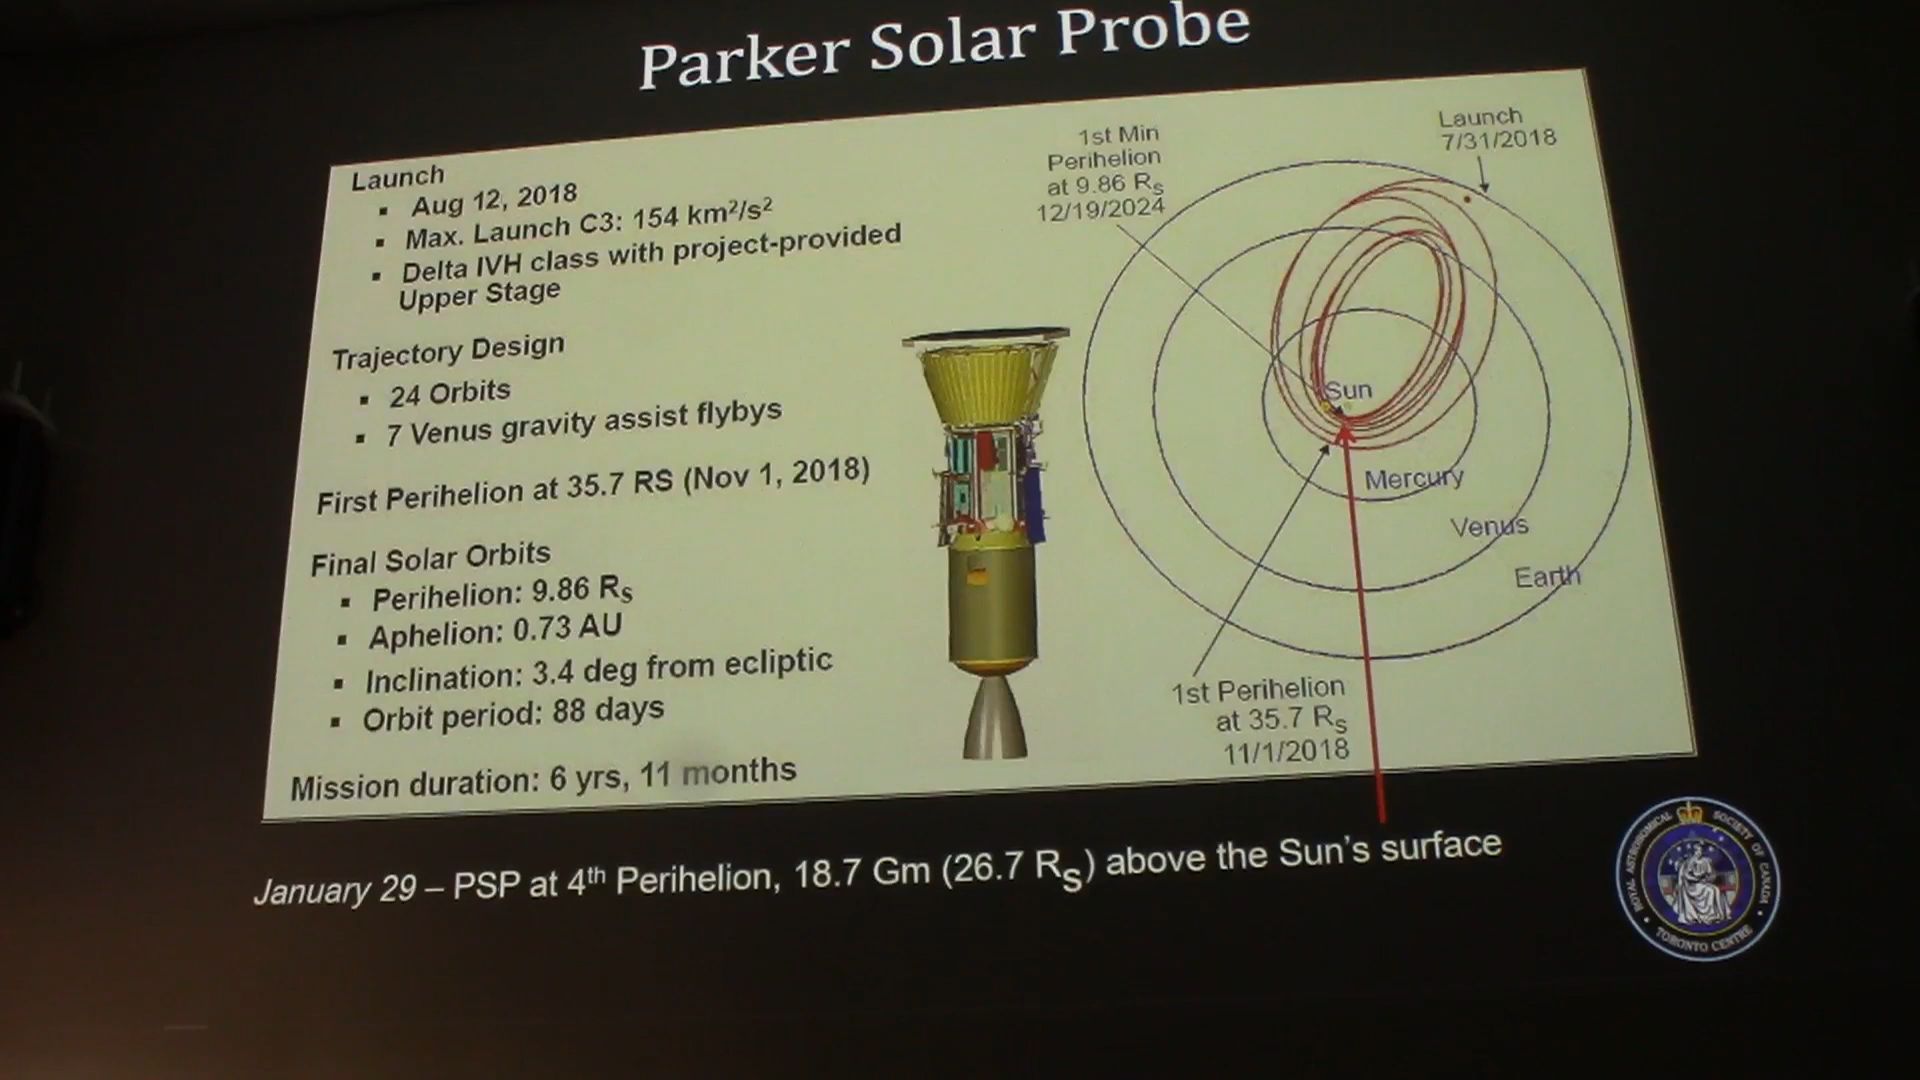 Parker Solar Probe
Launch
▪ Aug 12, 2018
▪ Max. Launch C3: 154 km²/s²
▪ Delta IVH class with project-provided
Upper Stage
Trajectory Design
▪ 24 Orbits
▪ 7 Venus gravity assist flybys
First Perihelion at 35.7 RS (Nov 1, 2018)
Final Solar Orbits
▪ Perihelion: 9.86 Rs
▪ Aphelion: 0.73 AU
▪ Inclination: 3.4 deg from ecliptic
▪ Orbit period: 88 days
Mission duration: 6 yrs, 11 months
1st Min
Perihelion
at 9.86 Rs
12/19/2024
Launch
7/31/2018
Sun
Mercury
Venus
Earth
1st Perihelion
at 35.7 Rs
11/1/2018
January 29 – PSP at 4th Perihelion, 18.7 Gm (26.7 Rs) above the Sun's surface
ROYAL ASTRONOMICAL SOCIETY OF CANADA
TORONTO CENTRE